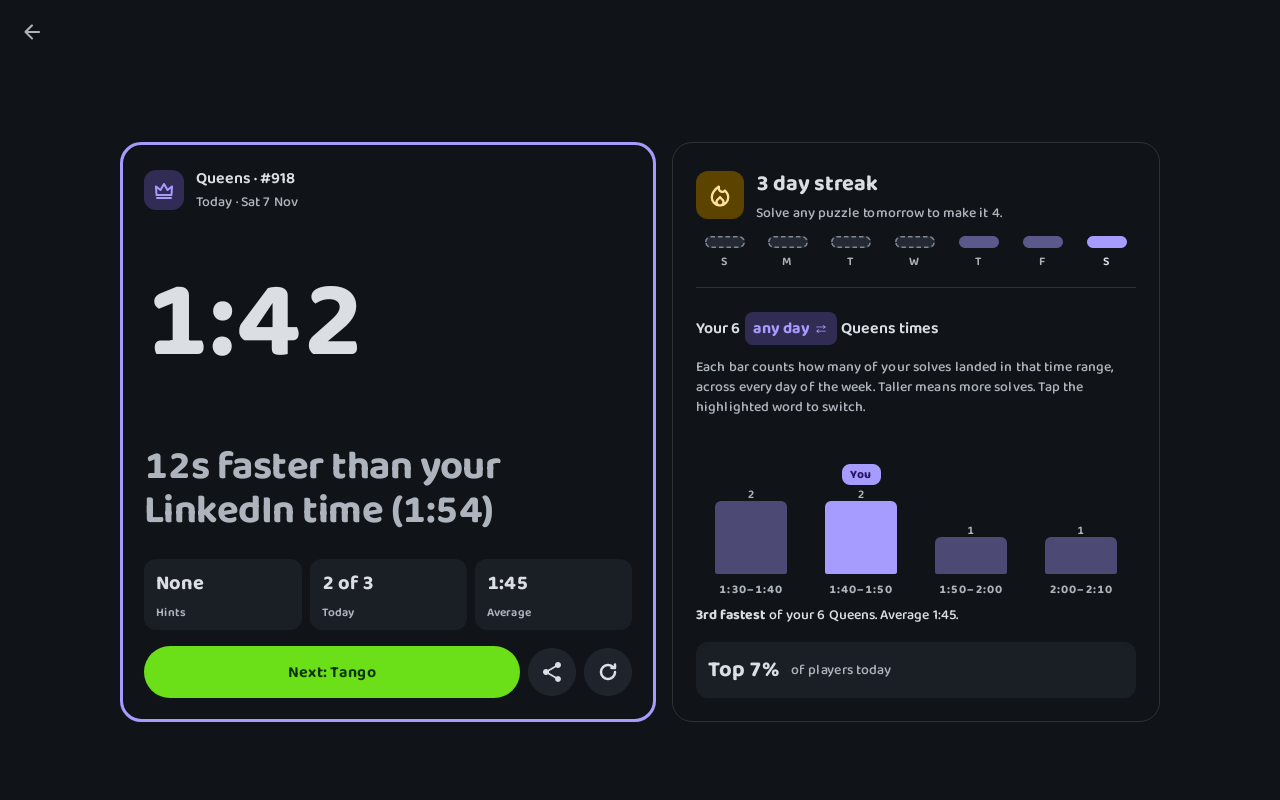 Queens · #918
Today · Sat 7 Nov
1:42
12s faster than your
LinkedIn time (1:54)
None
Hints
2 of 3
Today
1:45
Average
Next: Tango
3 day streak
Solve any puzzle tomorrow to make it 4.
S M T W T F S
Your 6 any day ⇄ Queens times
Each bar counts how many of your solves landed in that time range,
across every day of the week. Taller means more solves. Tap the
highlighted word to switch.
You
2 2 1 1
1:30–1:40 1:40–1:50 1:50–2:00 2:00–2:10
3rd fastest of your 6 Queens. Average 1:45.
Top 7% of players today